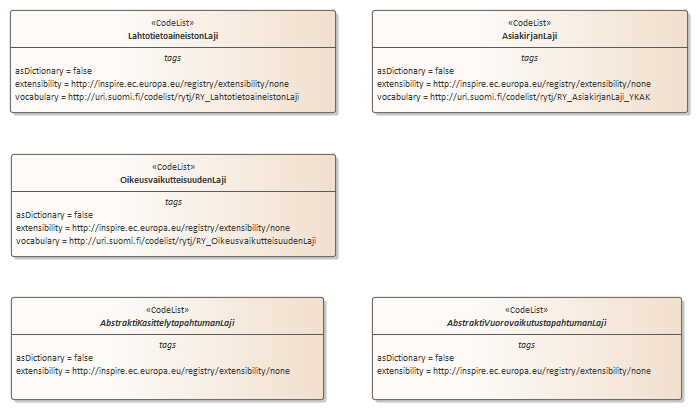 «CodeList»
LahtotietoaineistonLaji
tags
asDictionary = false
extensibility = http://inspire.ec.europa.eu/registry/extensibility/none
vocabulary = http://uri.suomi.fi/codelist/rytj/RY_LahtotietoaineistonLaji
«CodeList»
AsiakirjanLaji
tags
asDictionary = false
extensibility = http://inspire.ec.europa.eu/registry/extensibility/none
vocabulary = http://uri.suomi.fi/codelist/rytj/RY_AsiakirjanLaji_YKAK
«CodeList»
OikeusvaikutteisuudenLaji
tags
asDictionary = false
extensibility = http://inspire.ec.europa.eu/registry/extensibility/none
vocabulary = http://uri.suomi.fi/codelist/rytj/RY_OikeusvaikutteisuudenLaji
«CodeList»
AbstraktiKasittelytapahtumanLaji
tags
asDictionary = false
extensibility = http://inspire.ec.europa.eu/registry/extensibility/none
«CodeList»
AbstraktiVuorovaikutustapahtumanLaji
tags
asDictionary = false
extensibility = http://inspire.ec.europa.eu/registry/extensibility/none